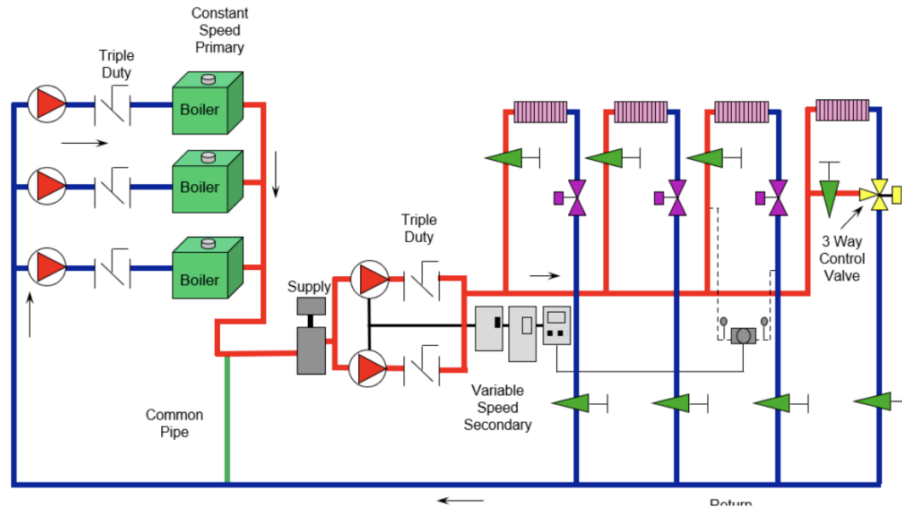 Constant
Speed
Primary
Triple
Duty
Boiler
Boiler
Boiler
Triple
Duty
Supply
3 Way
Control
Valve
Variable
Speed
Secondary
Common
Pipe
Return